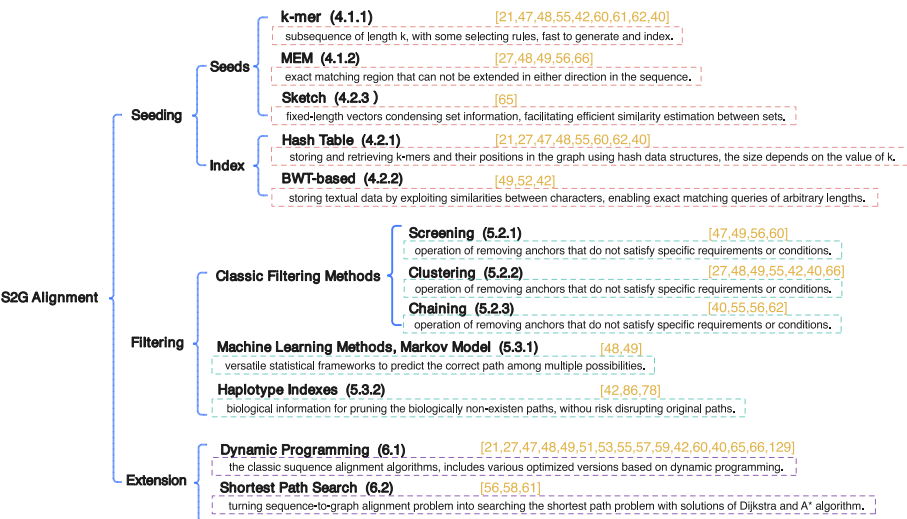 k-mer (4.1.1) [21,47,48,55,42,60,61,62,40]
subsequence of length k, with some selecting rules, fast to generate and index.
Seeds
MEM (4.1.2) [27,48,49,56,66]
exact matching region that can not be extended in either direction in the sequence.
Sketch (4.2.3 ) [65]
fixed-length vectors condensing set information, facilitating efficient similarity estimation between sets.
Seeding
Hash Table (4.2.1) [21,27,47,48,55,60,62,40]
storing and retrieving k-mers and their positions in the graph using hash data structures, the size depends on the value of k.
Index
BWT-based (4.2.2) [49,52,42]
storing textual data by exploiting similarities between characters, enabling exact matching queries of arbitrary lengths.
Screening (5.2.1) [47,49,56,60]
operation of removing anchors that do not satisfy specific requirements or conditions.
Classic Filtering Methods
Clustering (5.2.2) [27,48,49,55,42,40,66]
operation of removing anchors that do not satisfy specific requirements or conditions.
S2G Alignment
Chaining (5.2.3) [40,55,56,62]
operation of removing anchors that do not satisfy specific requirements or conditions.
Filtering
Machine Learning Methods, Markov Model (5.3.1) [48,49]
versatile statistical frameworks to predict the correct path among multiple possibilities.
Haplotype Indexes (5.3.2) [42,86,78]
biological information for pruning the biologically non-existen paths, withou risk disrupting original paths.
Dynamic Programming (6.1) [21,27,47,48,49,51,53,55,57,59,42,60,40,65,66,129]
the classic suquence alignment algorithms, includes various optimized versions based on dynamic programming.
Extension
Shortest Path Search (6.2) [56,58,61]
turning sequence-to-graph alignment problem into searching the shortest path problem with solutions of Dijkstra and A* algorithm.